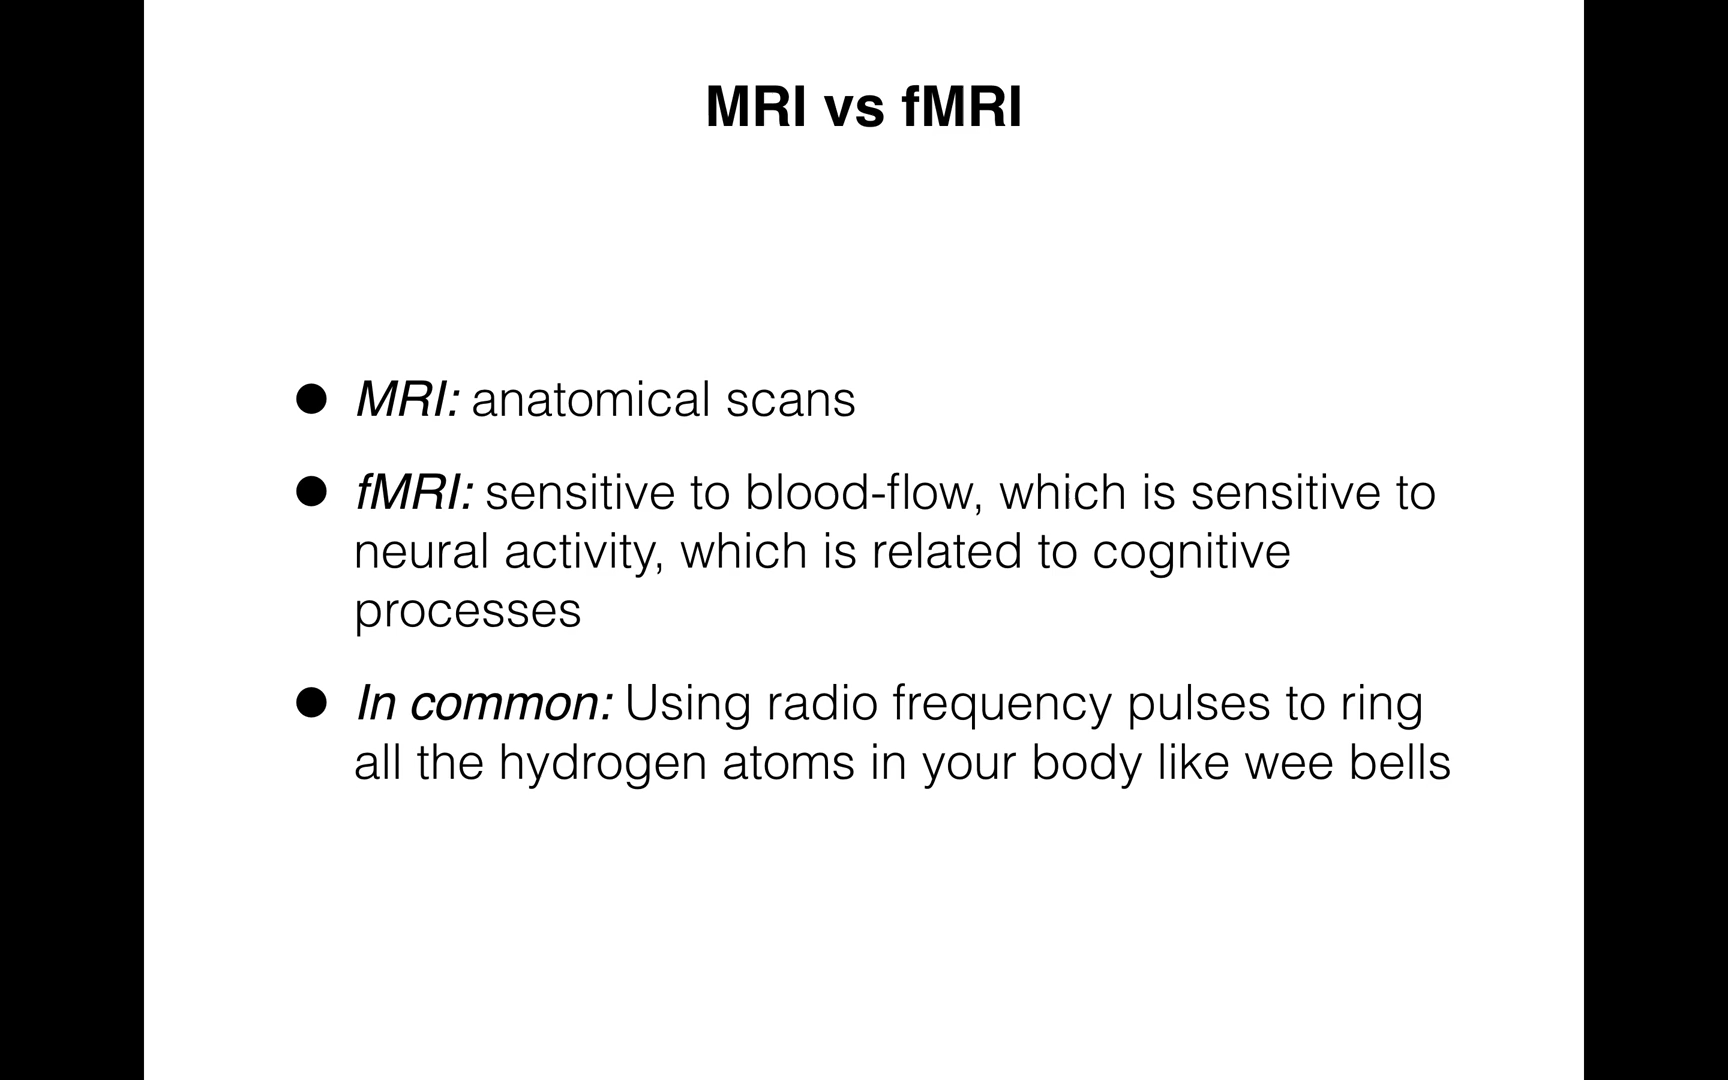 MRI vs fMRI
● MRI: anatomical scans
● fMRI: sensitive to blood-flow, which is sensitive to
neural activity, which is related to cognitive
processes
● In common: Using radio frequency pulses to ring
all the hydrogen atoms in your body like wee bells